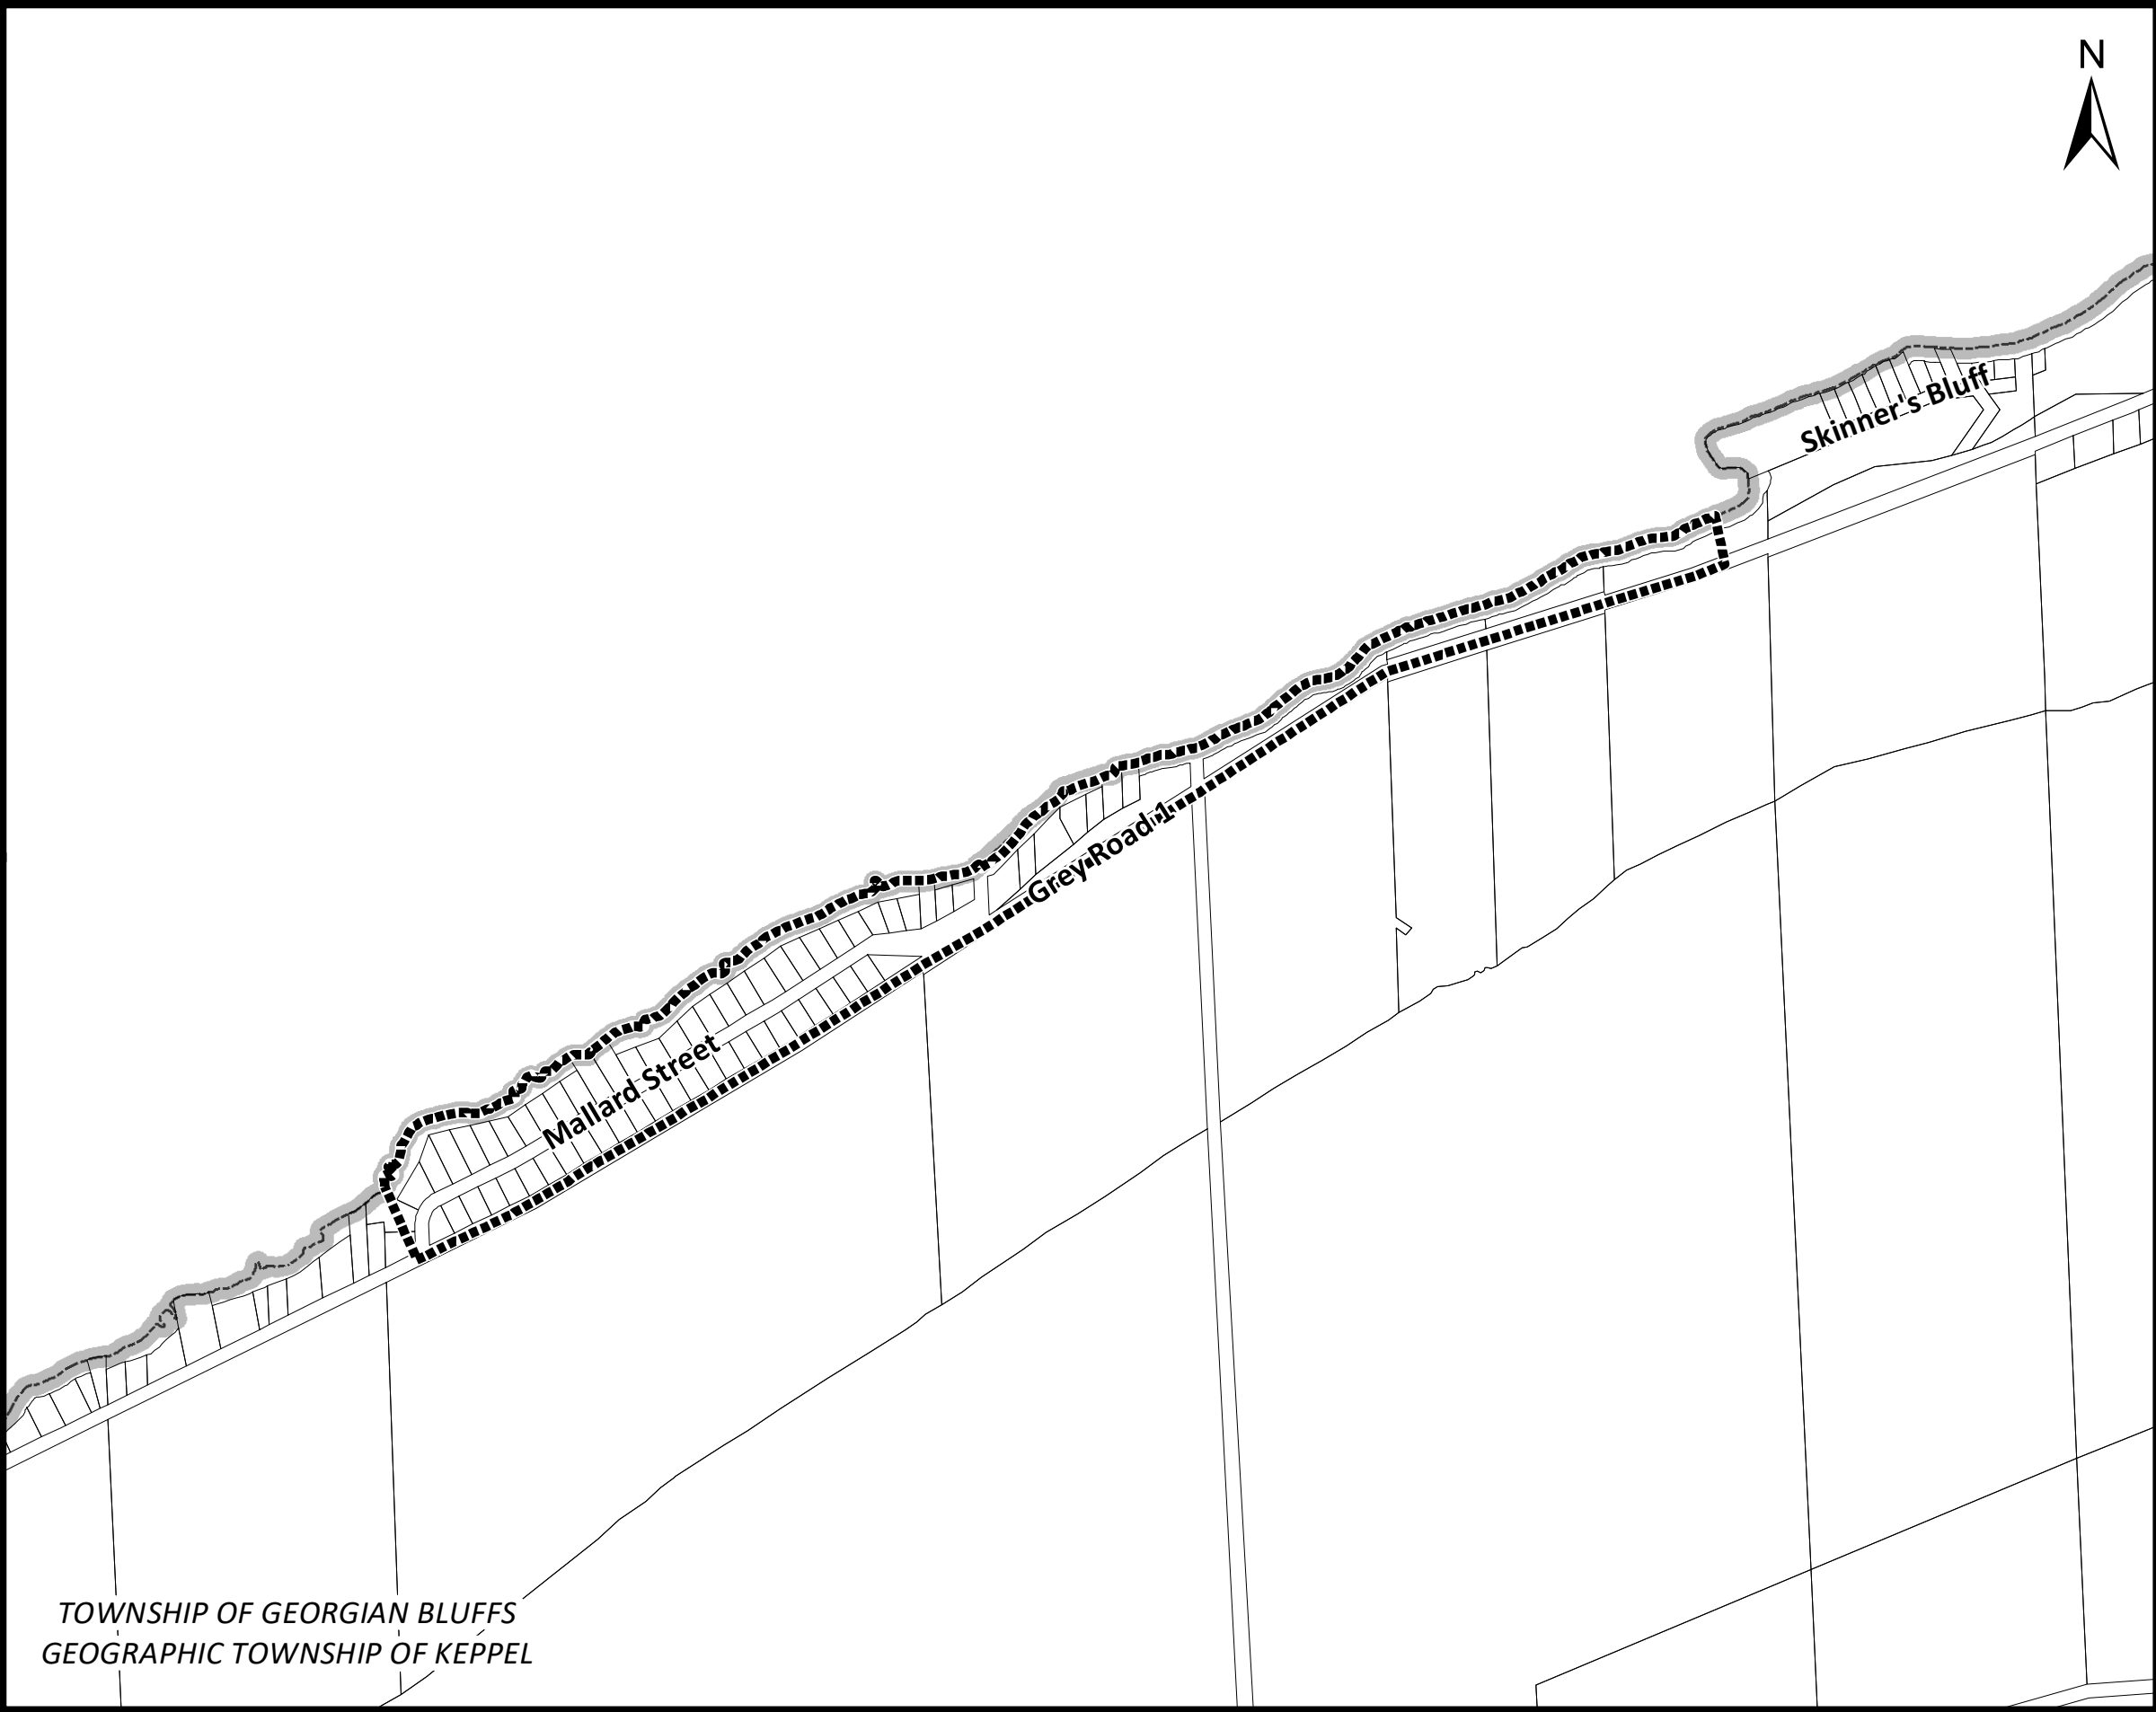 N
Skinner's Bluff
Grey Road 1
Mallard Street
TOWNSHIP OF GEORGIAN BLUFFS
GEOGRAPHIC TOWNSHIP OF KEPPEL